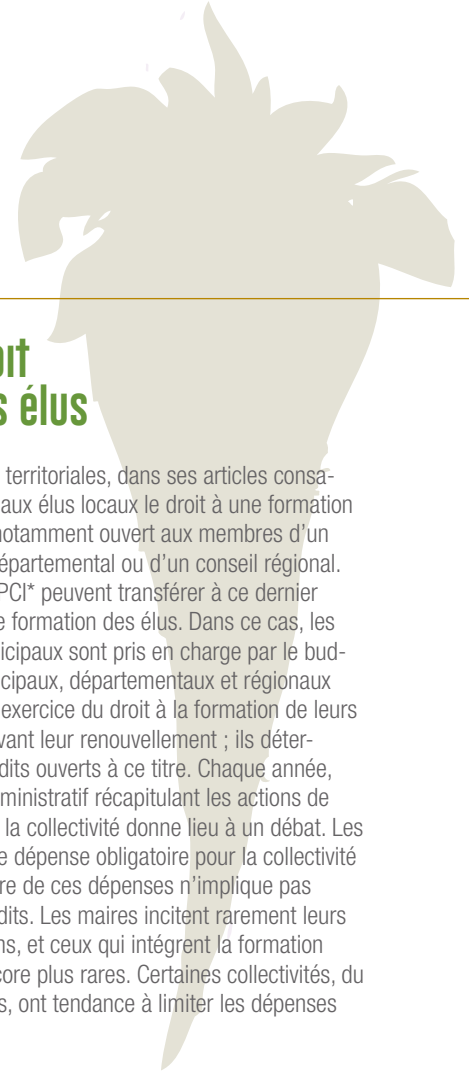 oit
s élus
territoriales, dans ses articles consa-
aux élus locaux le droit à une formation
notamment ouvert aux membres d’un
épartemental ou d’un conseil régional.
PCI* peuvent transférer à ce dernier
e formation des élus. Dans ce cas, les
icipaux sont pris en charge par le bud-
cipaux, départementaux et régionaux
exercice du droit à la formation de leurs
vant leur renouvellement ; ils déter-
dits ouverts à ce titre. Chaque année,
ministratif récapitulant les actions de
la collectivité donne lieu à un débat. Les
e dépense obligatoire pour la collectivité
re de ces dépenses n’implique pas
dits. Les maires incitent rarement leurs
ns, et ceux qui intégrent la formation
core plus rares. Certaines collectivités, du
s, ont tendance à limiter les dépenses